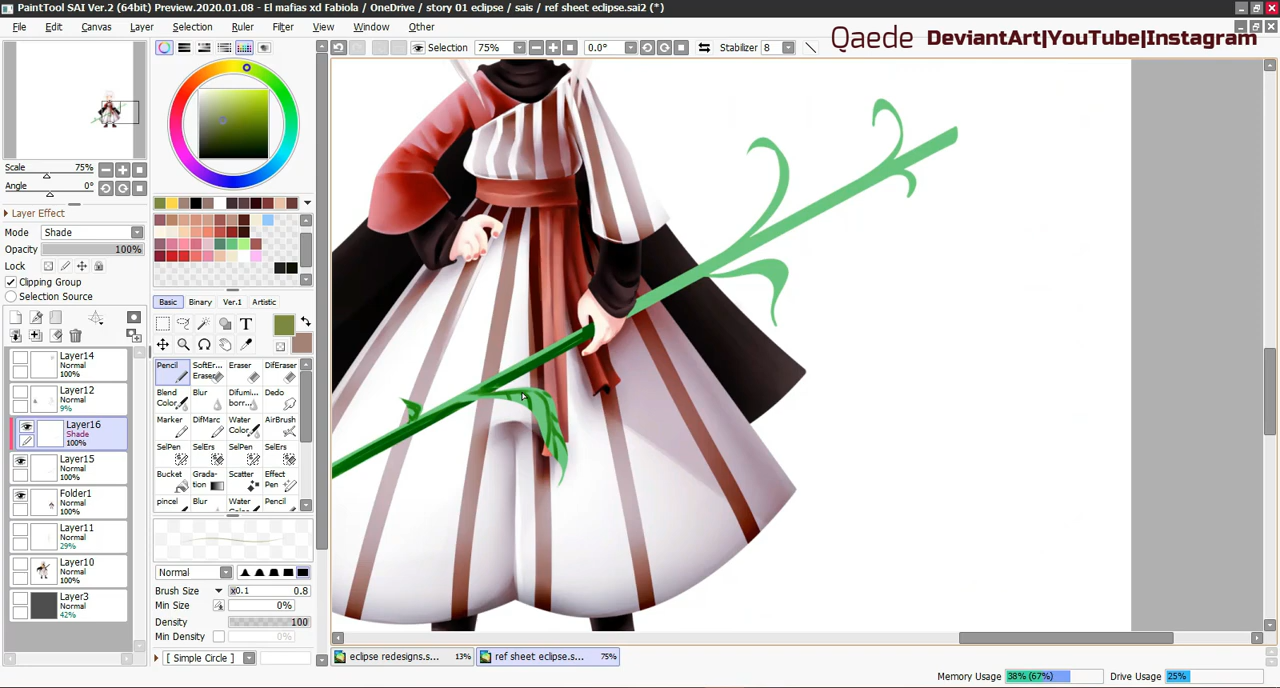 PaintTool SAI Ver.2 (64bit) Preview.2020.01.08 - El mafias xd Fabiola / OneDrive / story 01 eclipse / sais / ref sheet eclipse.sai2 (*)
File Edit Canvas Layer Selection Filter View Window Other
Selection 75% 0.0° Stabilizer 8
Qaede DeviantArt|YouTube|Instagram
Scale 75%
Angle 0°
Layer Effect
Mode Shade
Opacity 100%
Lock
Clipping Group
Selection Source
Layer14
Normal
100%
Layer12
Normal
9%
Layer16
Shade
100%
Layer15
Normal
100%
Folder1
Normal
100%
Layer11
Normal
29%
Layer10
Normal
100%
Layer3
Normal
42%
Basic Binary Ver.1 Artistic
T
Pencil SoftEr... Eraser Eraser DifEraser
Blend Color... Blur Difumi... borr... Dedo
Marker DifMarc Water Color... AirBrush
SelPen SelErs SelPen SelErs
Bucket Grada- tion Scatter Effect Pen
pincel Blur Water Pencil
Normal
Brush Size x0.1 0.8
Min Size 0%
Density 100
Min Density 0%
[ Simple Circle ]
eclipse redesigns.s... 13% ref sheet eclipse.s... 75%
Memory Usage 38% (67%) Drive Usage 25%